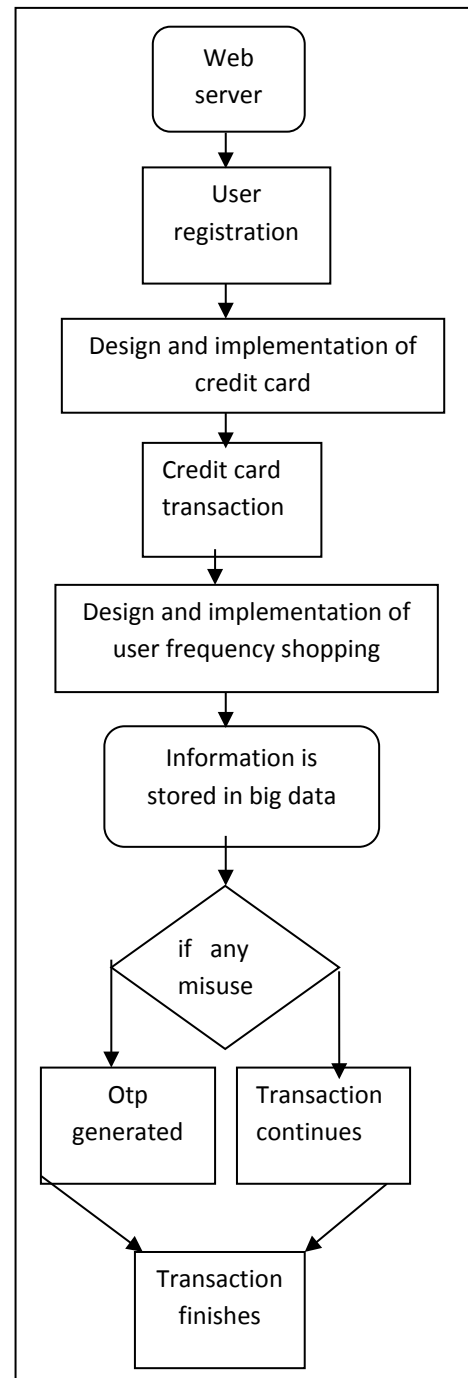 Web
server
User
registration
Design and implementation of
credit card
Credit card
transaction
Design and implementation of
user frequency shopping
Information is
stored in big data
if any
misuse
Otp
generated
Transaction
continues
Transaction
finishes